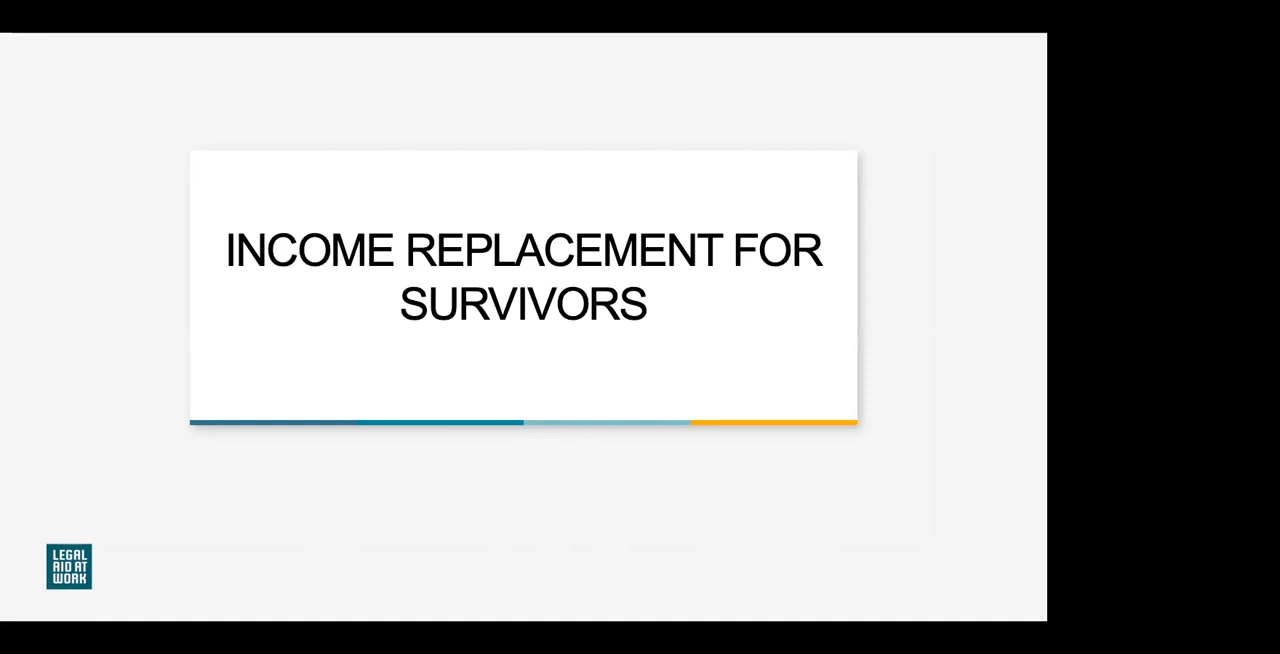 INCOME REPLACEMENT FOR
SURVIVORS
LEGAL
AID AT
WORK